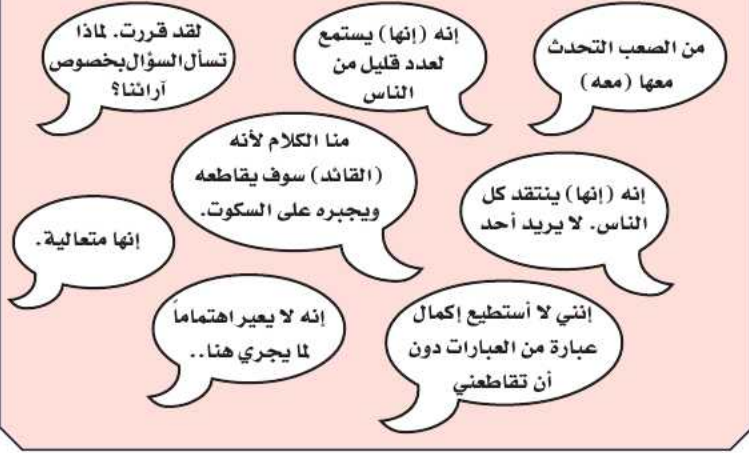 من الصعب التحدث
معها (معه)
إنه (إنها) يستمع
لعدد قليل من
الناس
لقد قررت. لماذا
تسأل السؤال بخصوص
آرائنا؟
إنه (إنها) ينتقد كل
الناس. لا يريد أحد
منا الكلام لأنه
(القائد) سوف يقاطعه
ويجبره على السكوت.
إنها متعالية.
إنني لا أستطيع إكمال
عبارة من العبارات دون
أن تقاطعني
إنه لا يعير اهتماماً
لما يجري هنا..